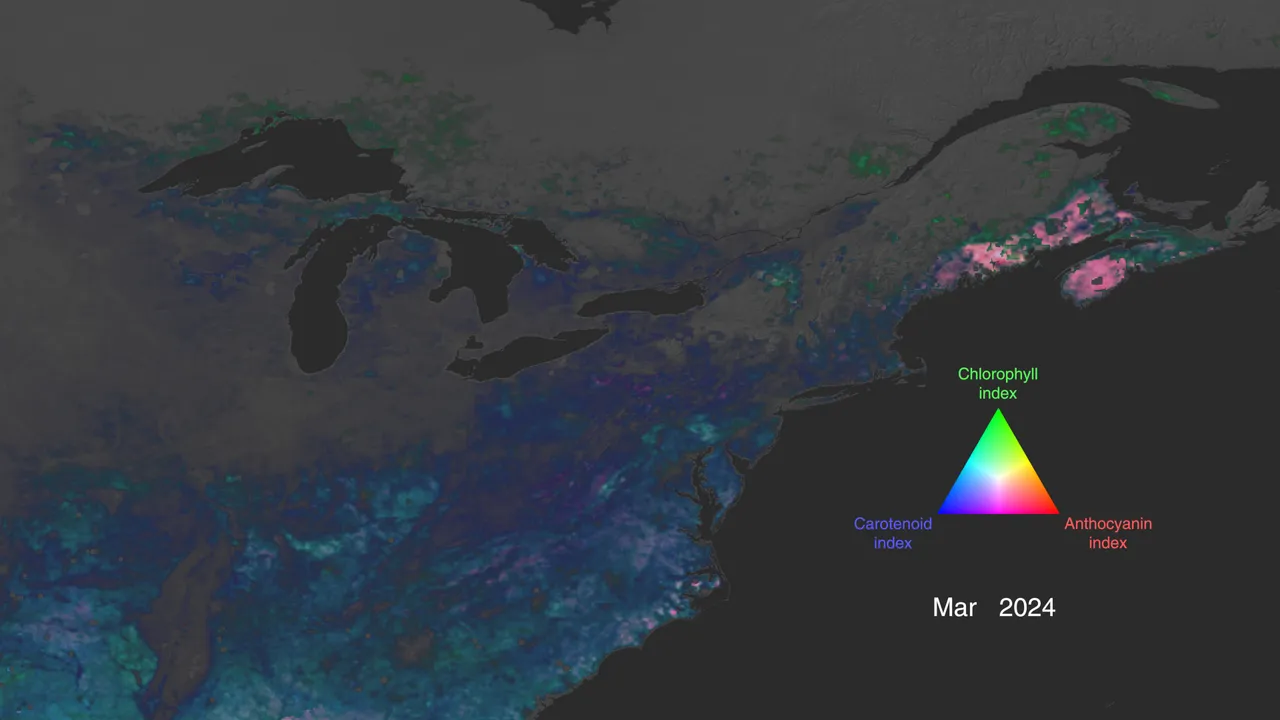 Chlorophyll
index
Carotenoid
index
Anthocyanin
index
Mar 2024